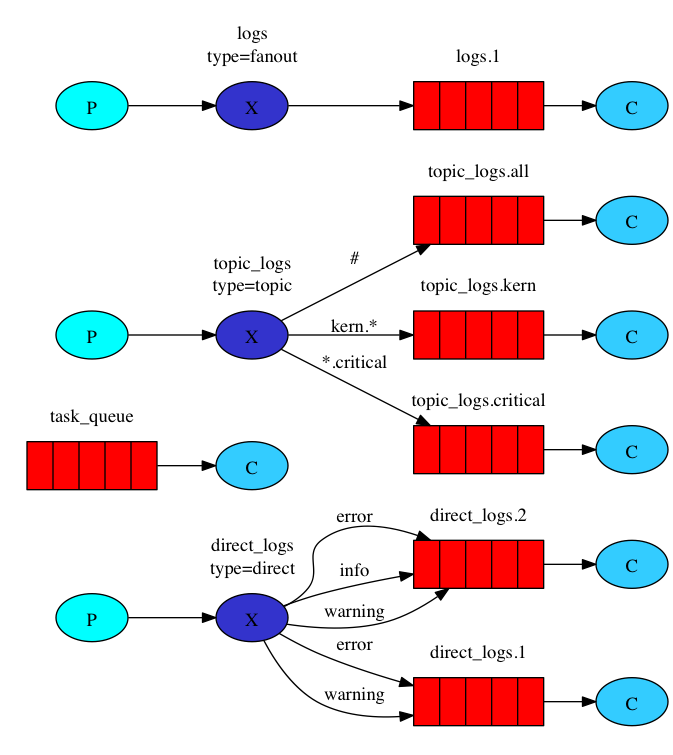 logs
type=fanout
logs.1
P
X
C
topic_logs.all
C
#
topic_logs
type=topic
topic_logs.kern
P
X
kern.*
C
*.critical
topic_logs.critical
C
task_queue
C
direct_logs.2
error
direct_logs
type=direct
info
C
warning
P
X
error
direct_logs.1
warning
C